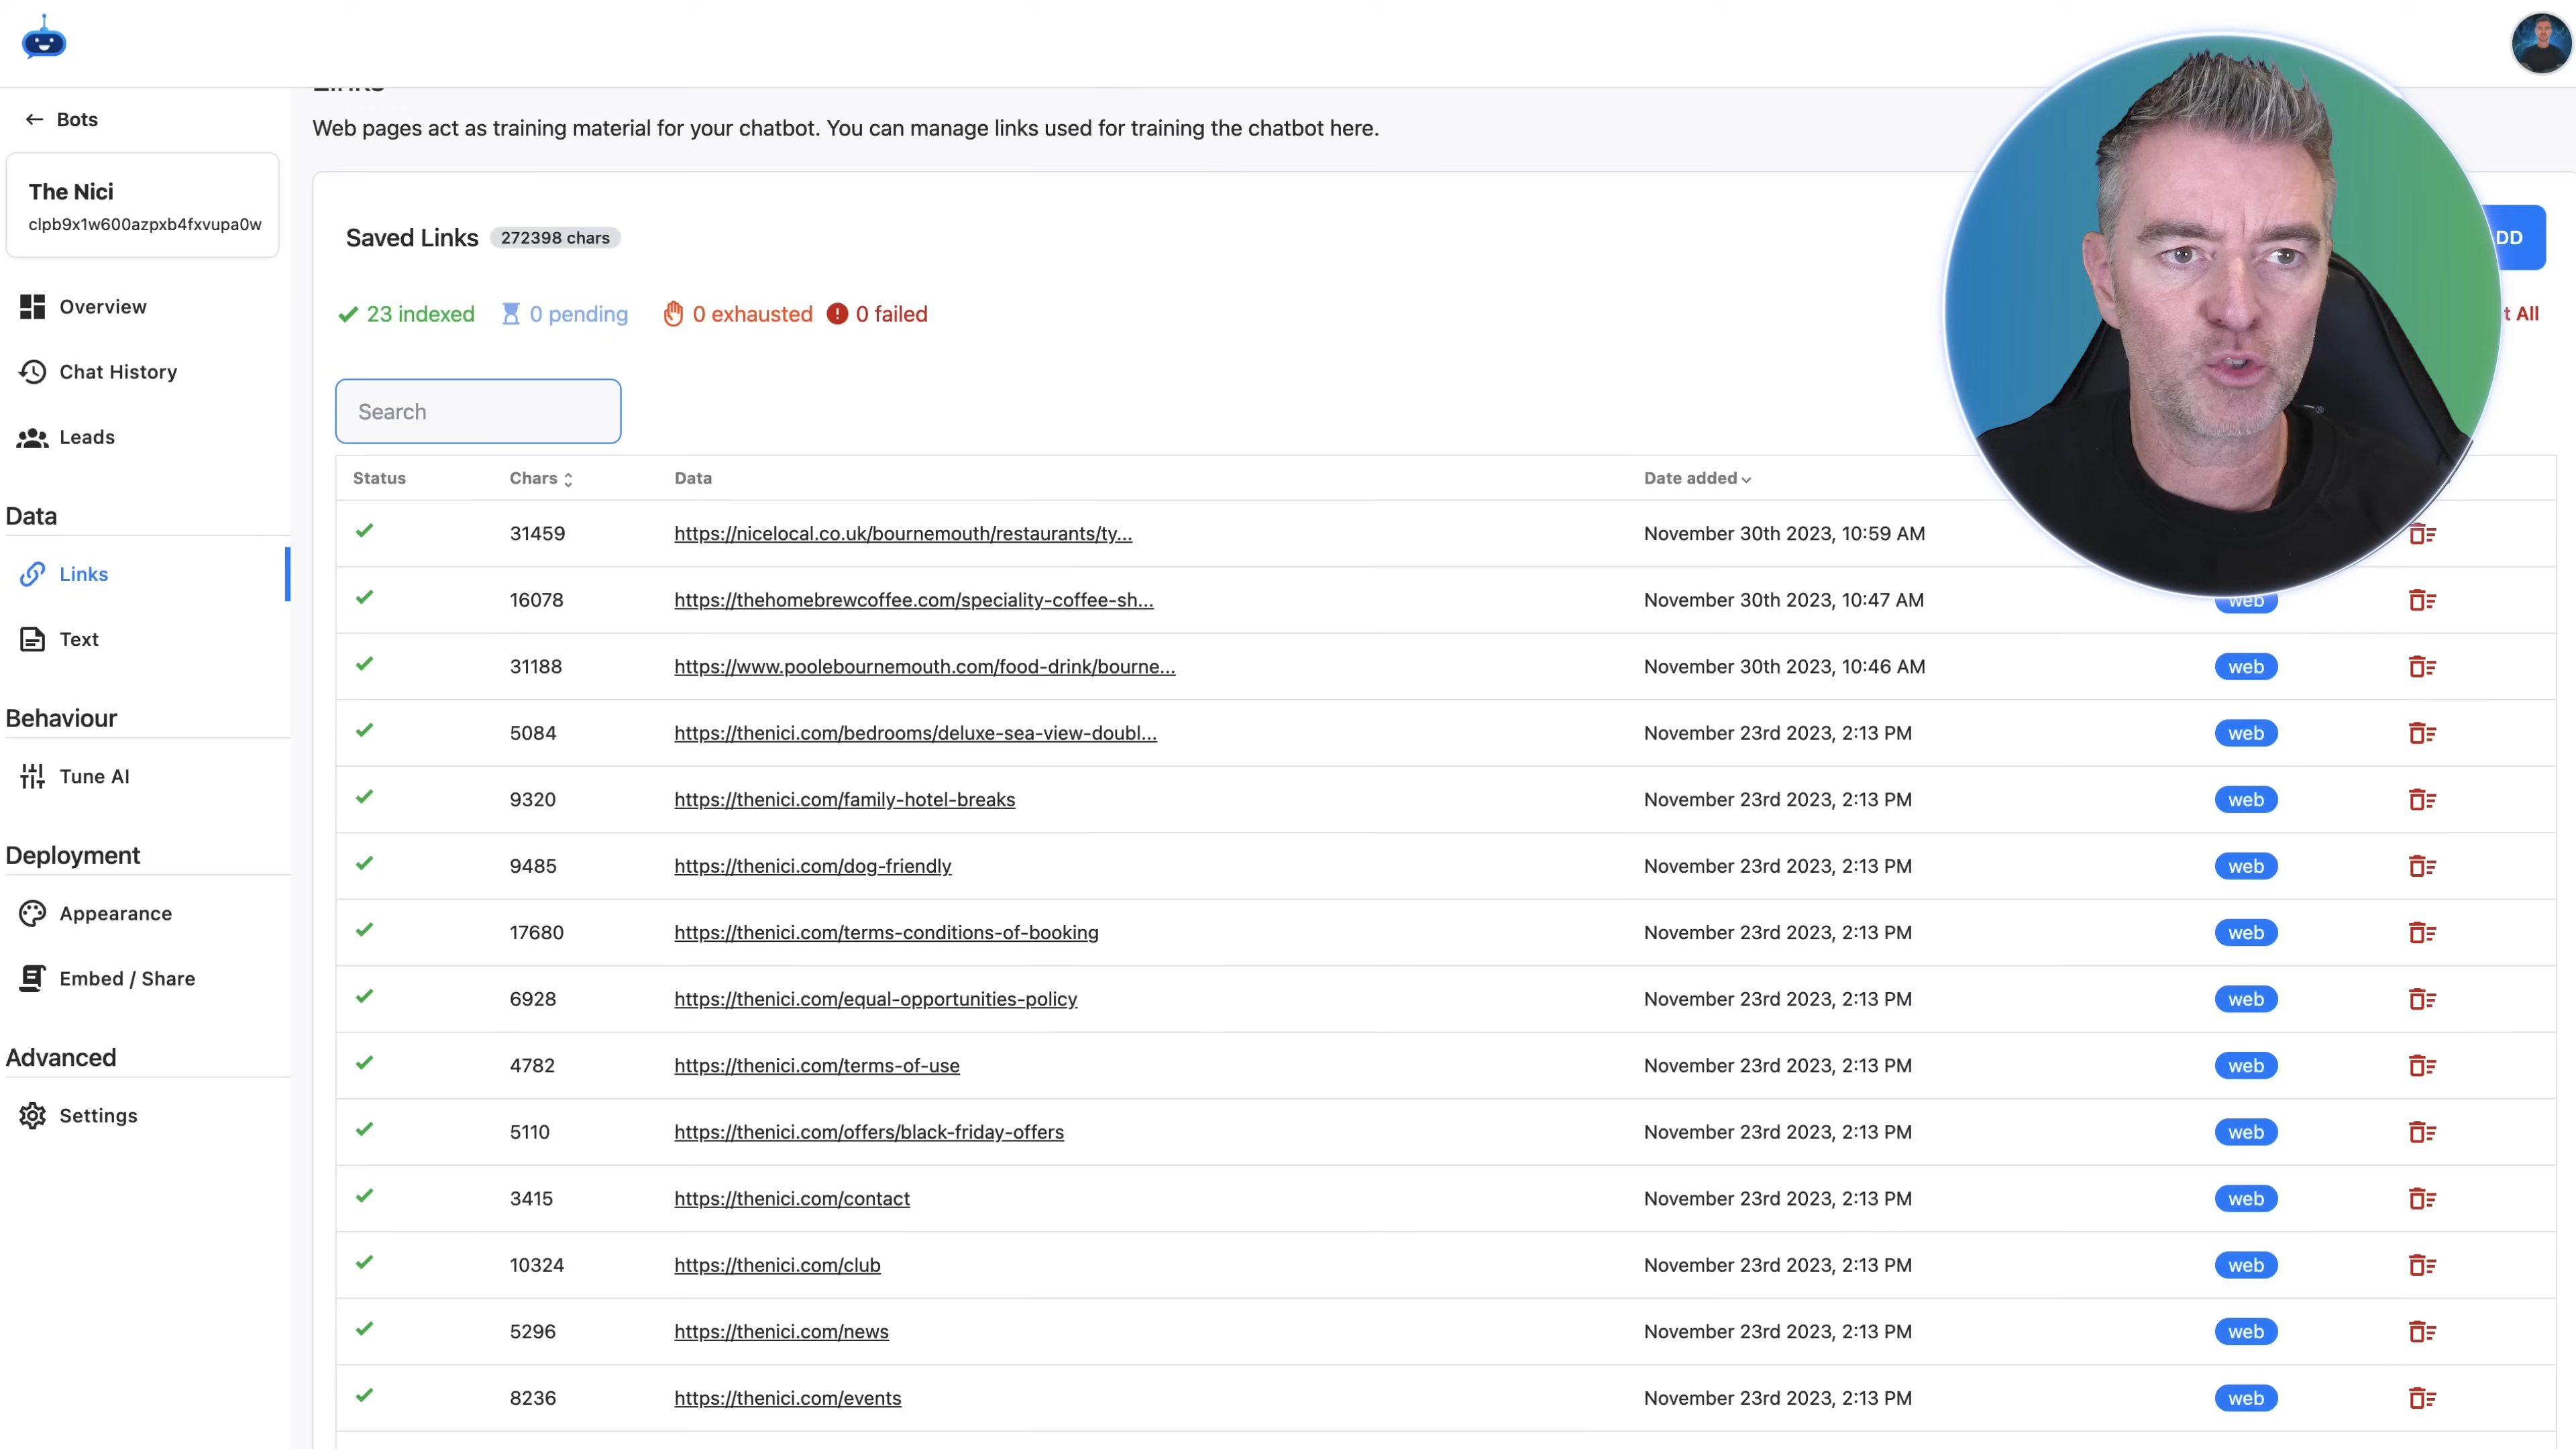 Bots
Web pages act as training material for your chatbot. You can manage links used for training the chatbot here.
The Nici
clpb9x1w600azpxb4fxvupa0w
Saved Links 272398 chars
23 indexed 0 pending 0 exhausted 0 failed
All
Overview
Chat History
Search
Leads
Status Chars Data Date added
Data
31459 https://nicelocal.co.uk/bournemouth/restaurants/ty... November 30th 2023, 10:59 AM
Links
16078 https://thehomebrewcoffee.com/speciality-coffee-sh... November 30th 2023, 10:47 AM web
Text
31188 https://www.poolebournemouth.com/food-drink/bourne... November 30th 2023, 10:46 AM web
Behaviour
5084 https://thenici.com/bedrooms/deluxe-sea-view-doubl... November 23rd 2023, 2:13 PM web
Tune AI
9320 https://thenici.com/family-hotel-breaks November 23rd 2023, 2:13 PM web
Deployment
9485 https://thenici.com/dog-friendly November 23rd 2023, 2:13 PM web
Appearance
17680 https://thenici.com/terms-conditions-of-booking November 23rd 2023, 2:13 PM web
Embed / Share
6928 https://thenici.com/equal-opportunities-policy November 23rd 2023, 2:13 PM web
Advanced
4782 https://thenici.com/terms-of-use November 23rd 2023, 2:13 PM web
Settings
5110 https://thenici.com/offers/black-friday-offers November 23rd 2023, 2:13 PM web
3415 https://thenici.com/contact November 23rd 2023, 2:13 PM web
10324 https://thenici.com/club November 23rd 2023, 2:13 PM web
5296 https://thenici.com/news November 23rd 2023, 2:13 PM web
8236 https://thenici.com/events November 23rd 2023, 2:13 PM web